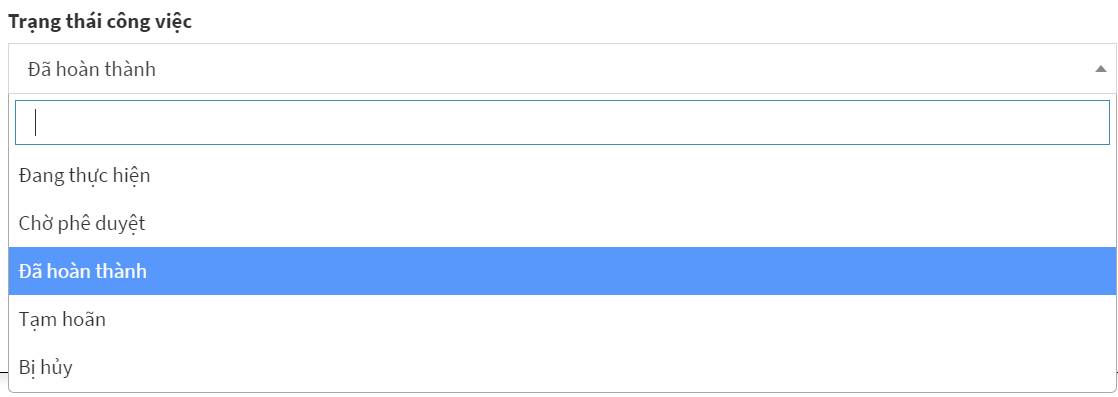 Trạng thái công việc
Đã hoàn thành
Đang thực hiện
Chờ phê duyệt
Đã hoàn thành
Tạm hoãn
Bị hủy